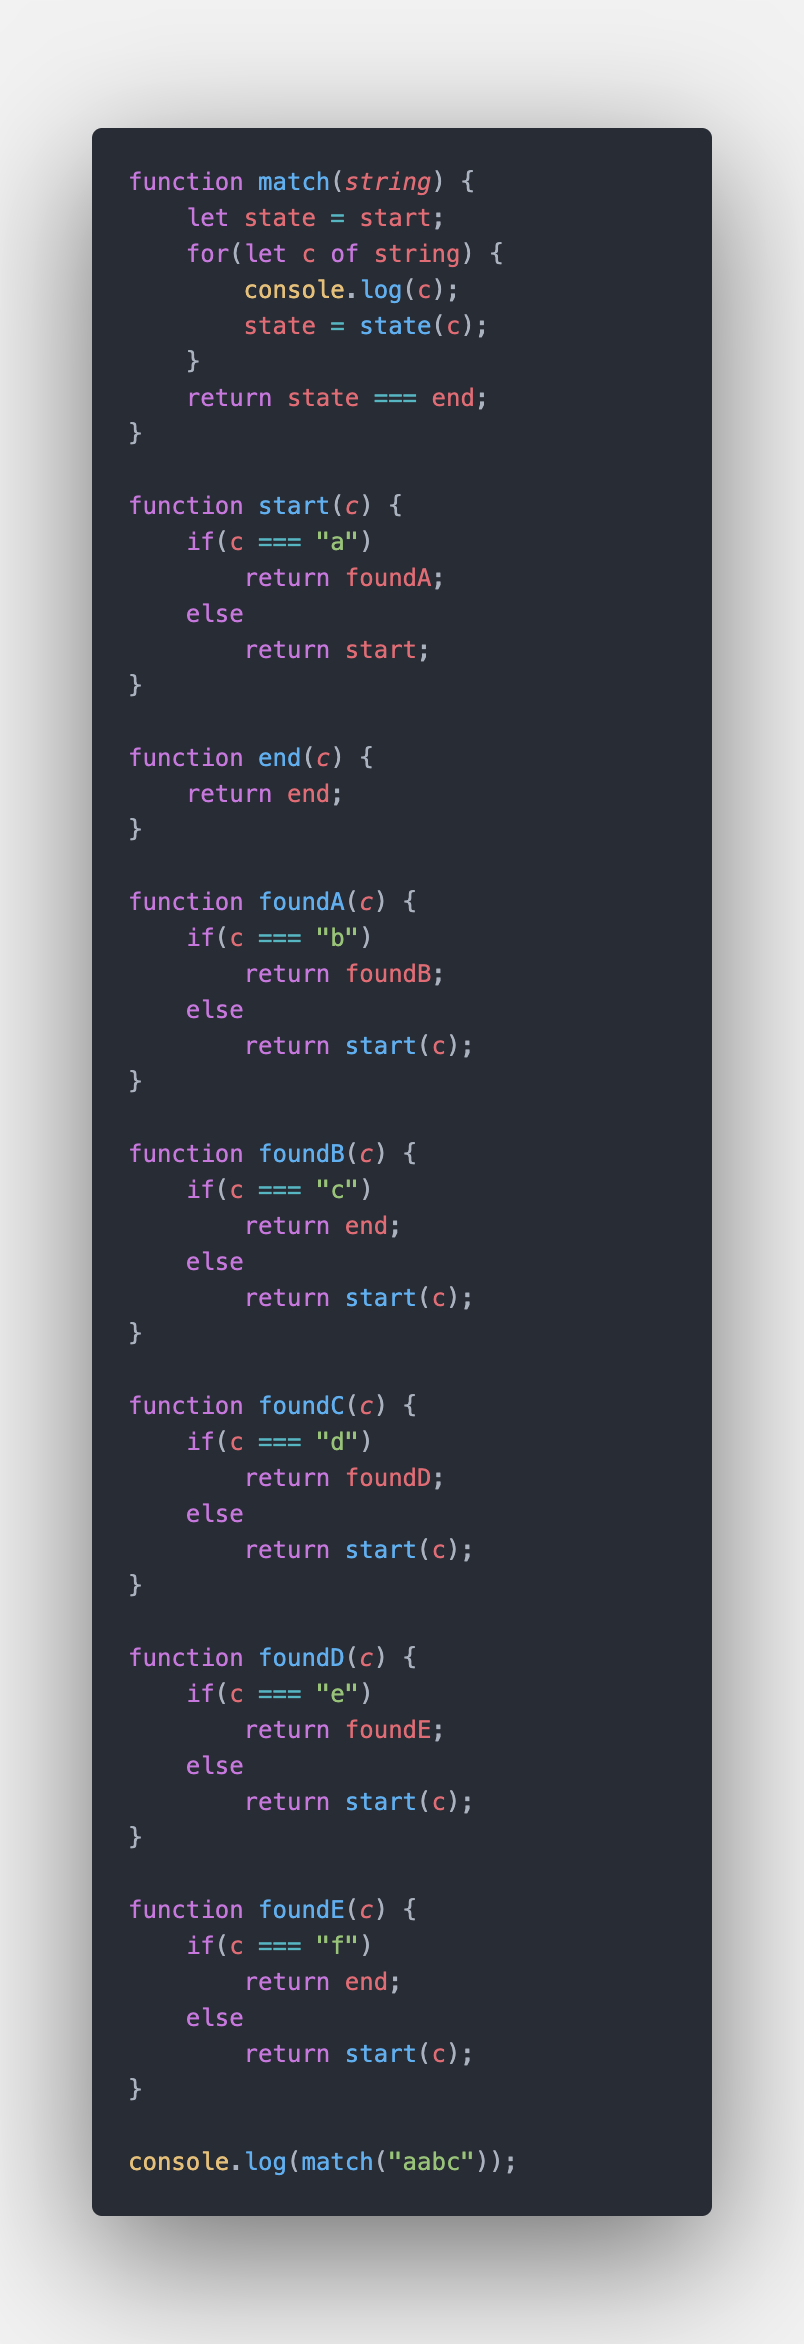 function match(string) {
    let state = start;
    for(let c of string) {
        console.log(c);
        state = state(c);
    }
    return state === end;
}

function start(c) {
    if(c === "a")
        return foundA;
    else
        return start;
}

function end(c) {
    return end;
}

function foundA(c) {
    if(c === "b")
        return foundB;
    else
        return start(c);
}

function foundB(c) {
    if(c === "c")
        return end;
    else
        return start(c);
}

function foundC(c) {
    if(c === "d")
        return foundD;
    else
        return start(c);
}

function foundD(c) {
    if(c === "e")
        return foundE;
    else
        return start(c);
}

function foundE(c) {
    if(c === "f")
        return end;
    else
        return start(c);
}

console.log(match("aabc"));